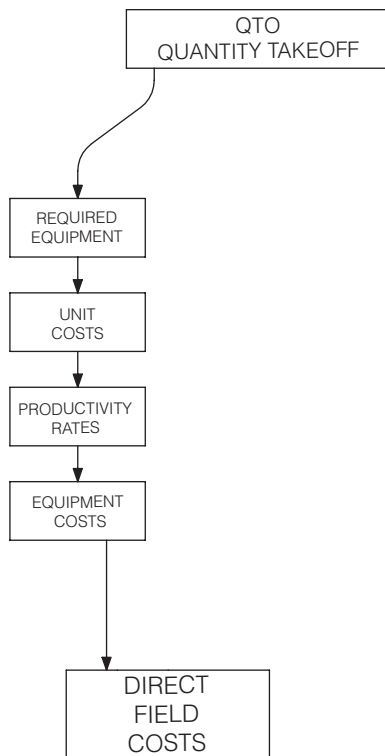 QTO
QUANTITY TAKEOFF
REQUIRED
EQUIPMENT
UNIT
COSTS
PRODUCTIVITY
RATES
EQUIPMENT
COSTS
DIRECT
FIELD
COSTS